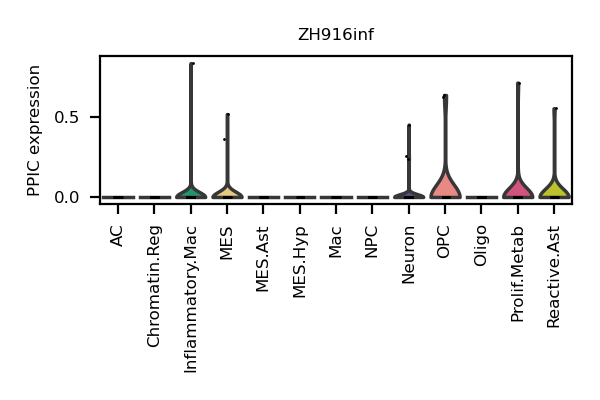 ZH916inf
PPIC expression
0.5
0.0
AC
Chromatin.Reg
Inflammatory.Mac
MES
MES.Ast
MES.Hyp
Mac
NPC
Neuron
OPC
Oligo
Prolif.Metab
Reactive.Ast